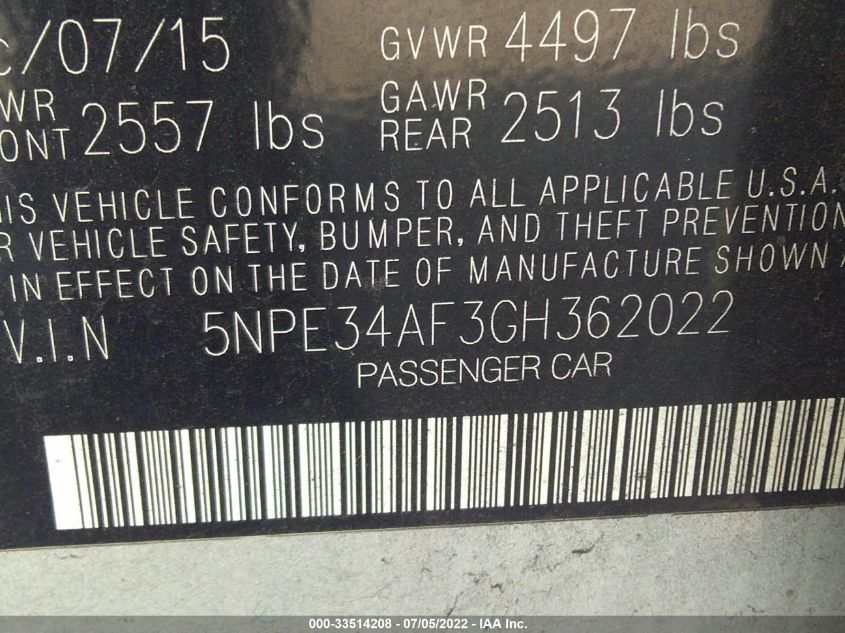 c/07/15 GVWR 4497 lbs
WR GAWR
ONT 2557 lbs REAR 2513 lbs
HIS VEHICLE CONFORMS TO ALL APPLICABLE U.S.A.
R VEHICLE SAFETY, BUMPER, AND THEFT PREVENTION
IN EFFECT ON THE DATE OF MANUFACTURE SHOWN A
V.I.N 5NPE34AF3GH362022
PASSENGER CAR
000-33514208 - 07/05/2022 - IAA Inc.